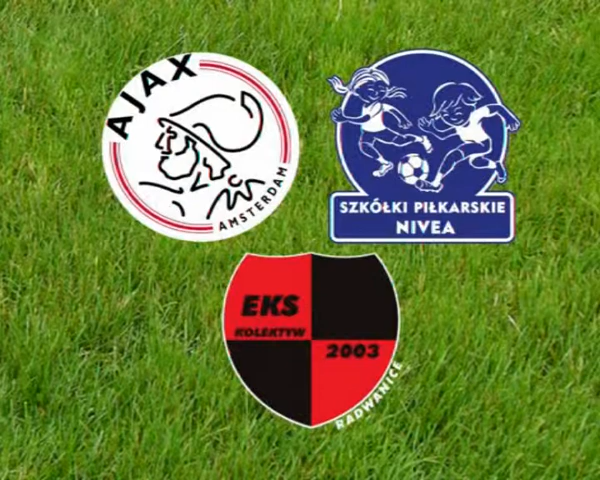 AJAX
AMSTERDAM
SZKÓŁKI PIŁKARSKIE
NIVEA
EKS
KOLEKTYW
2003
RADWANICE